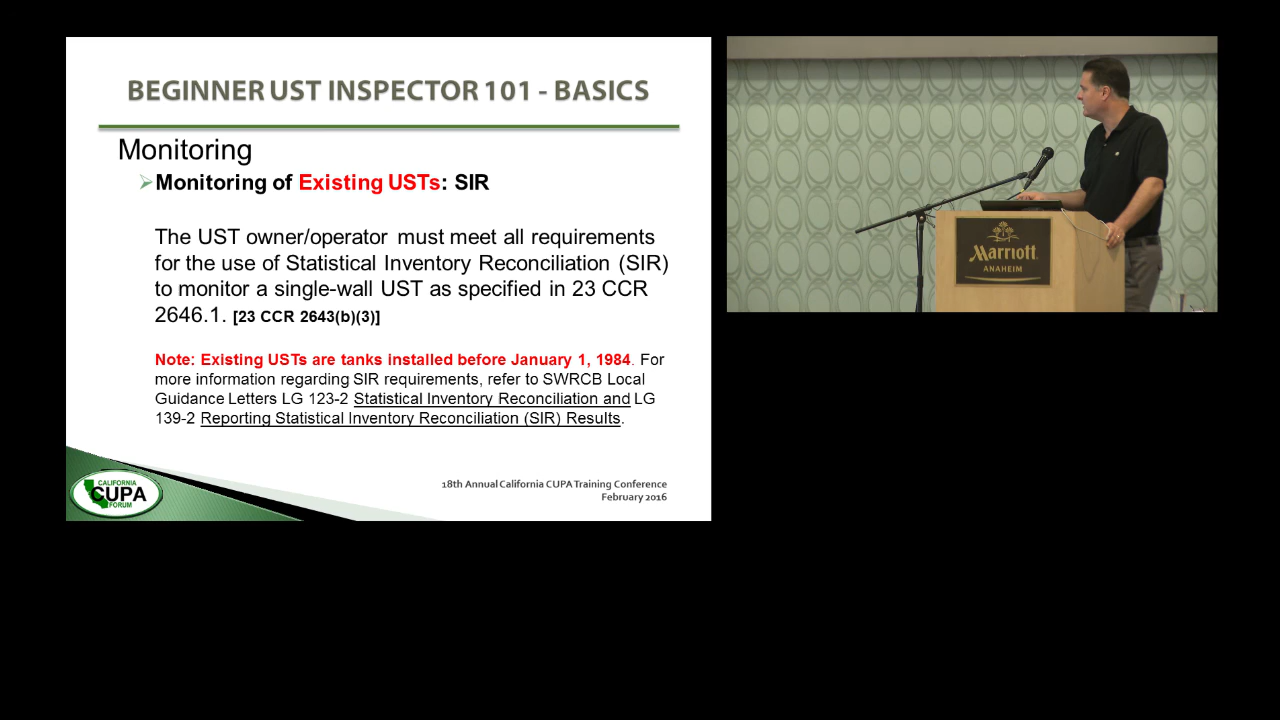 BEGINNER UST INSPECTOR 101 - BASICS
Monitoring
Monitoring of Existing USTs: SIR
The UST owner/operator must meet all requirements
for the use of Statistical Inventory Reconciliation (SIR)
to monitor a single-wall UST as specified in 23 CCR
2646.1. [23 CCR 2643(b)(3)]
Note: Existing USTs are tanks installed before January 1, 1984. For
more information regarding SIR requirements, refer to SWRCB Local
Guidance Letters LG 123-2 Statistical Inventory Reconciliation and LG
139-2 Reporting Statistical Inventory Reconciliation (SIR) Results.
CALIFORNIA
CUPA
FORUM
18th Annual California CUPA Training Conference
February 2016
Marriott
ANAHEIM